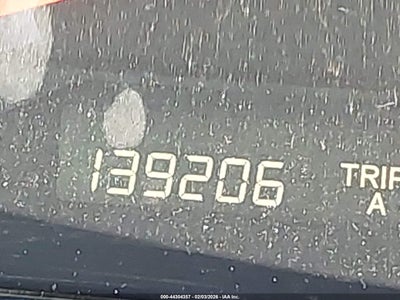 139206
TRIP
A
000-44304357 - 02/03/2026 - IAA Inc.